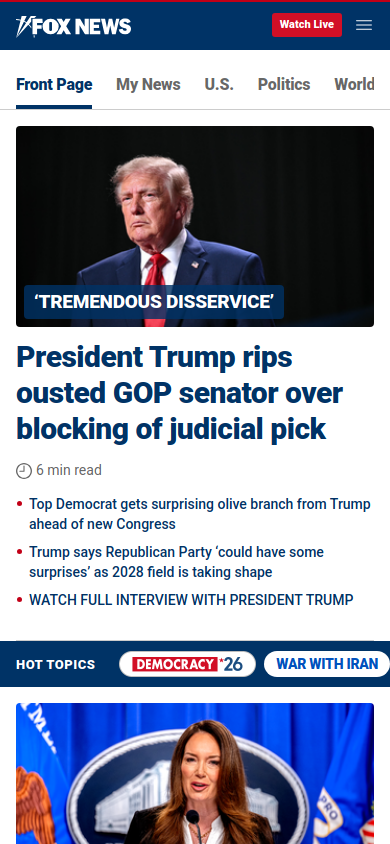 FOX NEWS
Watch Live
Front Page
My News
U.S.
Politics
World
‘TREMENDOUS DISSERVICE’
President Trump rips
ousted GOP senator over
blocking of judicial pick
6 min read
Top Democrat gets surprising olive branch from Trump
ahead of new Congress
Trump says Republican Party ‘could have some
surprises’ as 2028 field is taking shape
WATCH FULL INTERVIEW WITH PRESIDENT TRUMP
HOT TOPICS
DEMOCRACY '26
WAR WITH IRAN